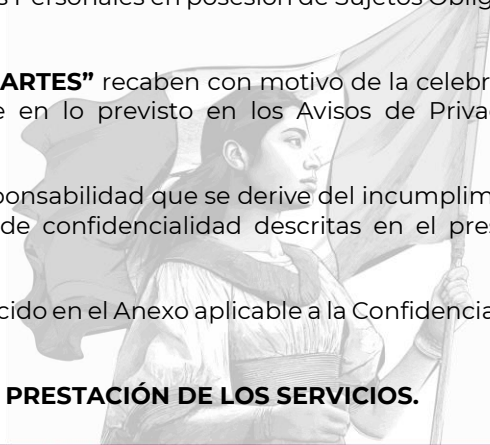 s Personales en posesión de Sujetos Oblig
ARTES” recaben con motivo de la celebr
e en lo previsto en los Avisos de Priva
onsabilidad que se derive del incumplim
de confidencialidad descritas en el pres
cido en el Anexo aplicable a la Confidencia
PRESTACIÓN DE LOS SERVICIOS.